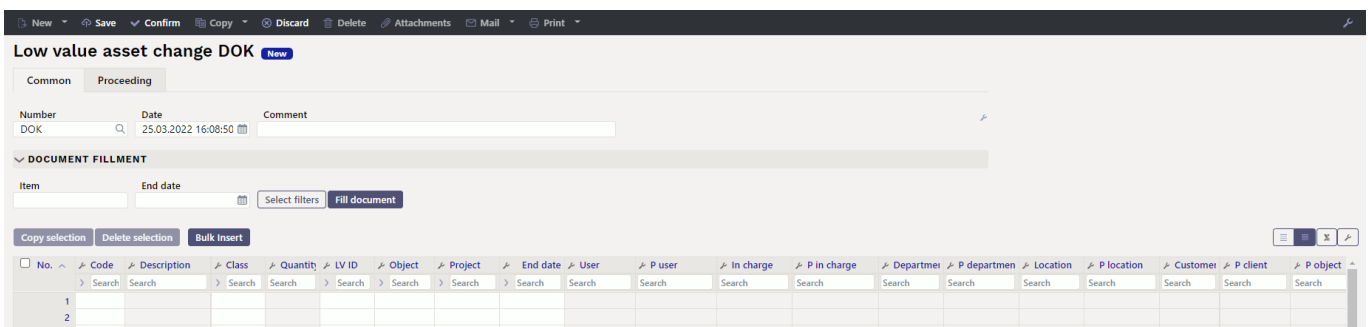 New Save Confirm Copy Discard Delete Attachments Mail Print
Low value asset change DOK New
Common Proceeding
Number Date Comment
DOK 25.03.2022 16:08:50
DOCUMENT FILLMENT
Item End date
Select filters Fill document
Copy selection Delete selection Bulk Insert
No. Code Description Class Quantity LV ID Object Project End date User P user In charge P in charge Departmen P departmen Location P location Customer P client P object
Search Search Search Search Search Search Search Search Search Search Search Search Search Search Search Search Search Search Search
1
2